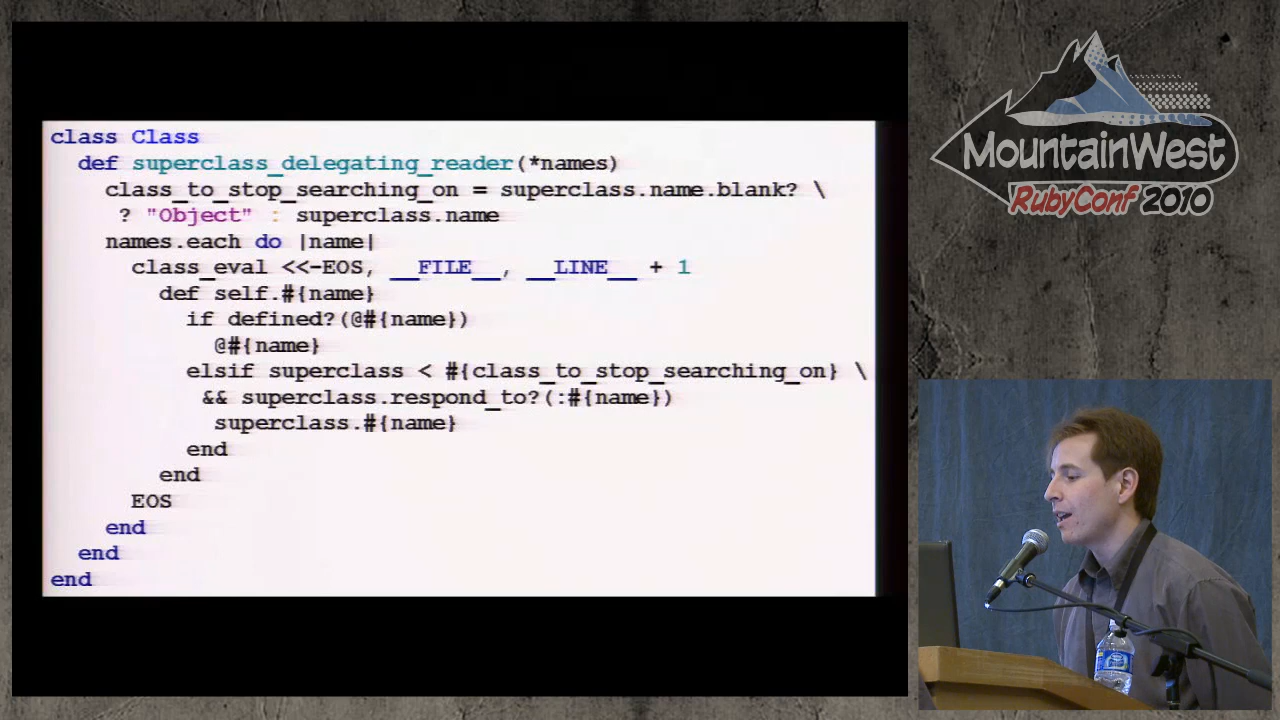 class Class
  def superclass_delegating_reader(*names)
    class_to_stop_searching_on = superclass.name.blank? \
     ? "Object" : superclass.name
    names.each do |name|
      class_eval <<-EOS, __FILE__, __LINE__ + 1
        def self.#{name}
          if defined?(@#{name})
            @#{name}
          elsif superclass < #{class_to_stop_searching_on} \
           && superclass.respond_to?(:#{name})
            superclass.#{name}
          end
        end
      EOS
    end
  end
end
MountainWest
RubyConf 2010